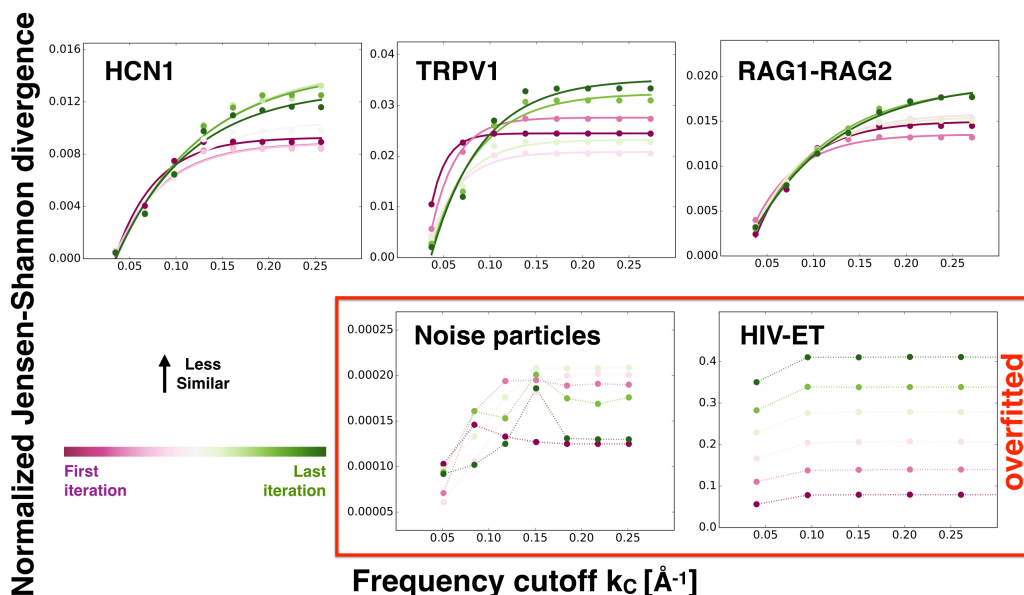 Normalized Jensen-Shannon divergence
HCN1
0.016
0.012
0.008
0.004
0.000
0.05 0.10 0.15 0.20 0.25
TRPV1
0.04
0.03
0.02
0.01
0.00
0.05 0.10 0.15 0.20 0.25
RAG1-RAG2
0.020
0.015
0.010
0.005
0.000
0.05 0.10 0.15 0.20 0.25
Less
Similar
First
iteration
Last
iteration
Noise particles
0.00025
0.00020
0.00015
0.00010
0.00005
0.05 0.10 0.15 0.20 0.25
HIV-ET
0.4
0.3
0.2
0.1
0.0
0.05 0.10 0.15 0.20 0.25
overfitted
Frequency cutoff kC [Å-1]